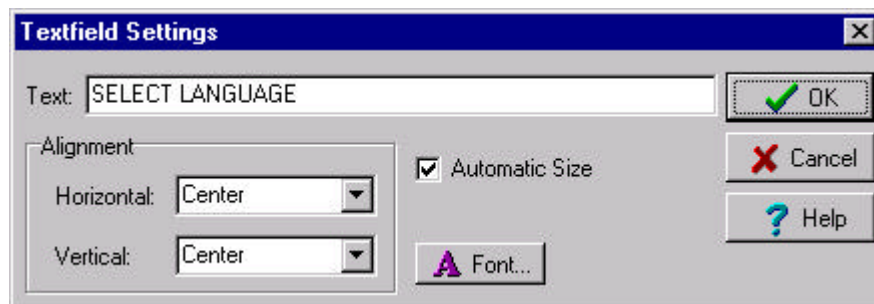 Textfield Settings
Text: SELECT LANGUAGE
OK
Alignment
Horizontal: Center
Vertical: Center
Automatic Size
Font...
Cancel
Help